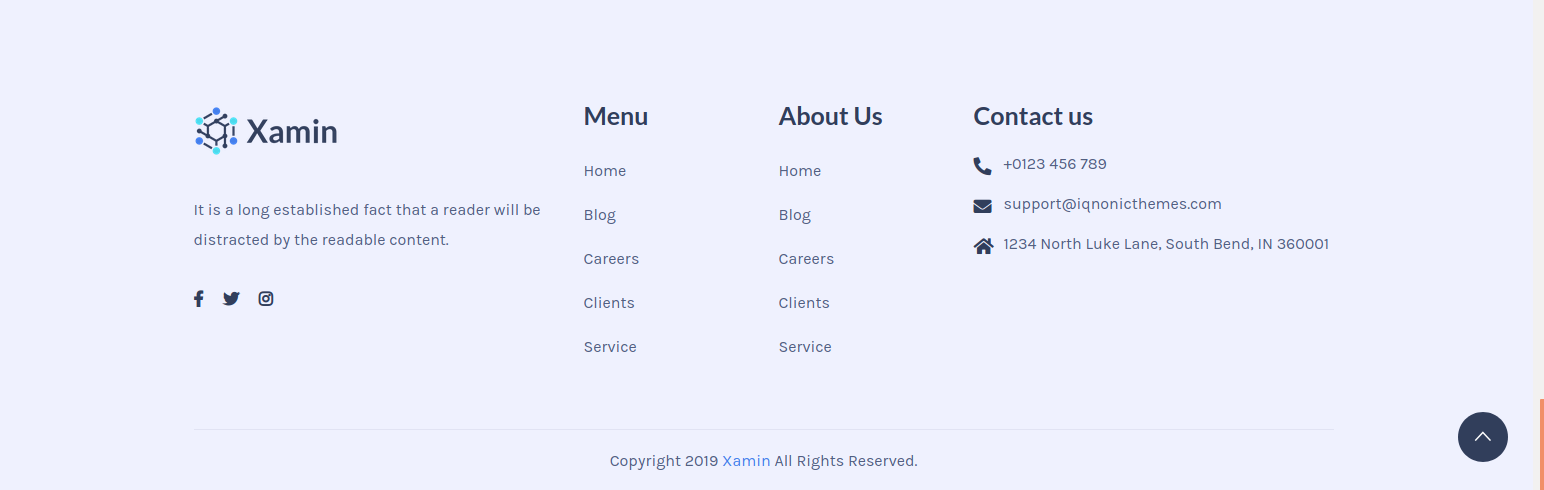 Xamin
It is a long established fact that a reader will be
distracted by the readable content.
Menu
Home
Blog
Careers
Clients
Service
About Us
Home
Blog
Careers
Clients
Service
Contact us
+0123 456 789
support@iqnonicthemes.com
1234 North Luke Lane, South Bend, IN 360001
Copyright 2019 Xamin All Rights Reserved.